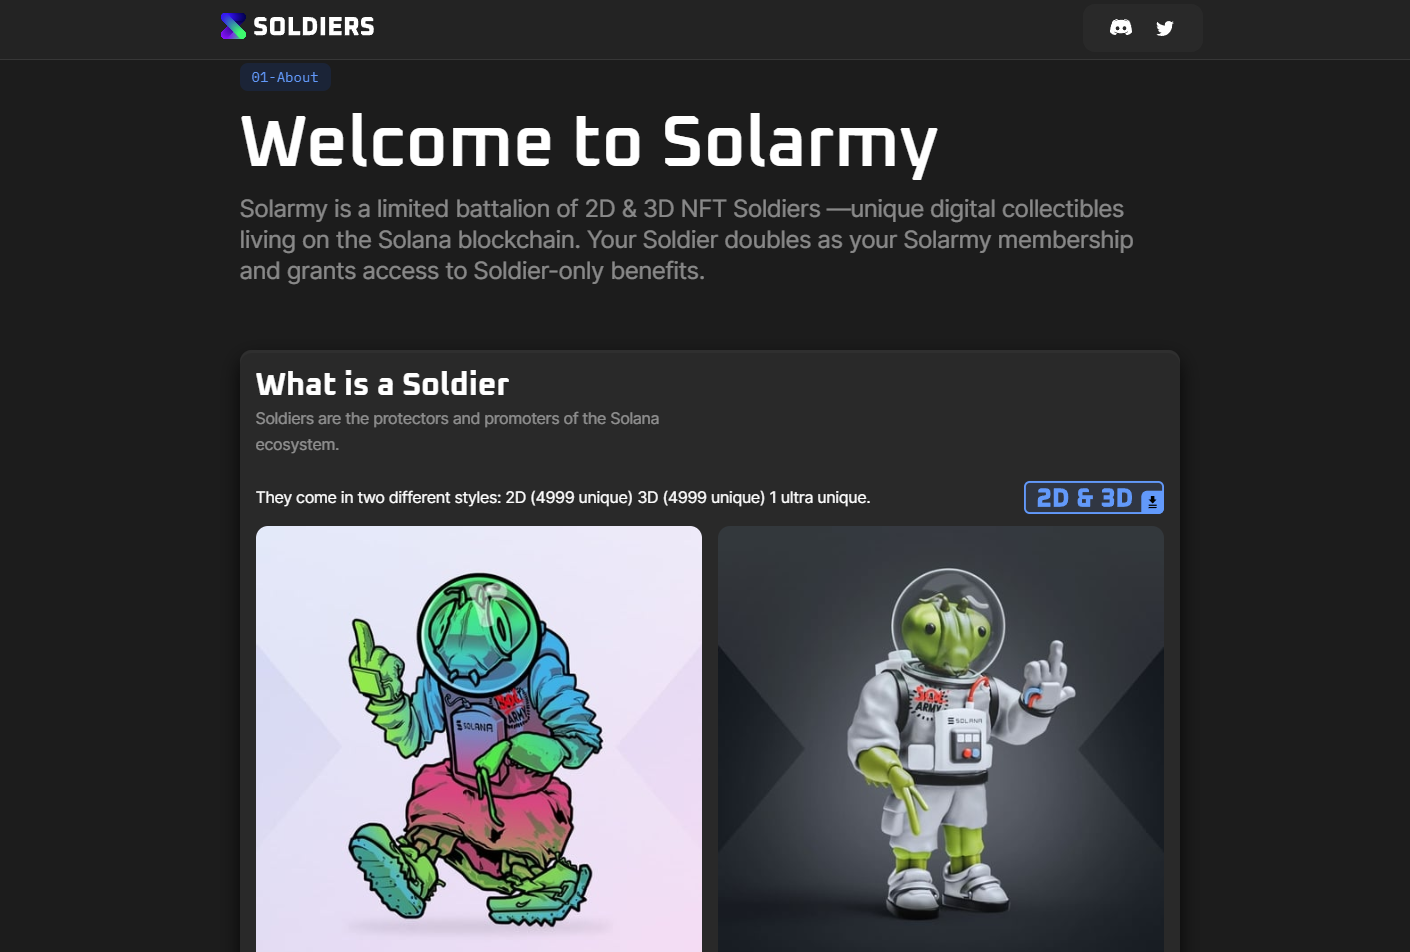 SOLDIERS
01-About
Welcome to Solarmy
Solarmy is a limited battalion of 2D & 3D NFT Soldiers —unique digital collectibles
living on the Solana blockchain. Your Soldier doubles as your Solarmy membership
and grants access to Soldier-only benefits.
What is a Soldier
Soldiers are the protectors and promoters of the Solana
ecosystem.
They come in two different styles: 2D (4999 unique) 3D (4999 unique) 1 ultra unique.
2D & 3D
SOL
ARMY
SOLANA
SOL
ARMY
SOLANA